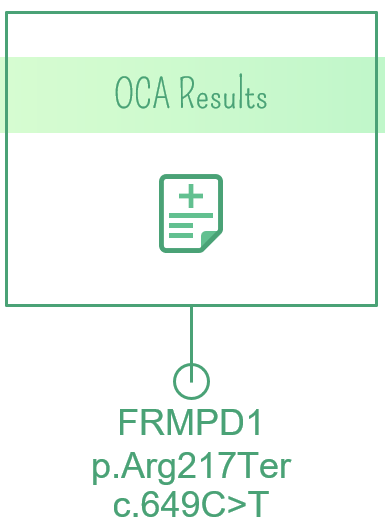 OCA Results
FRMPD1
p.Arg217Ter
c.649C>T